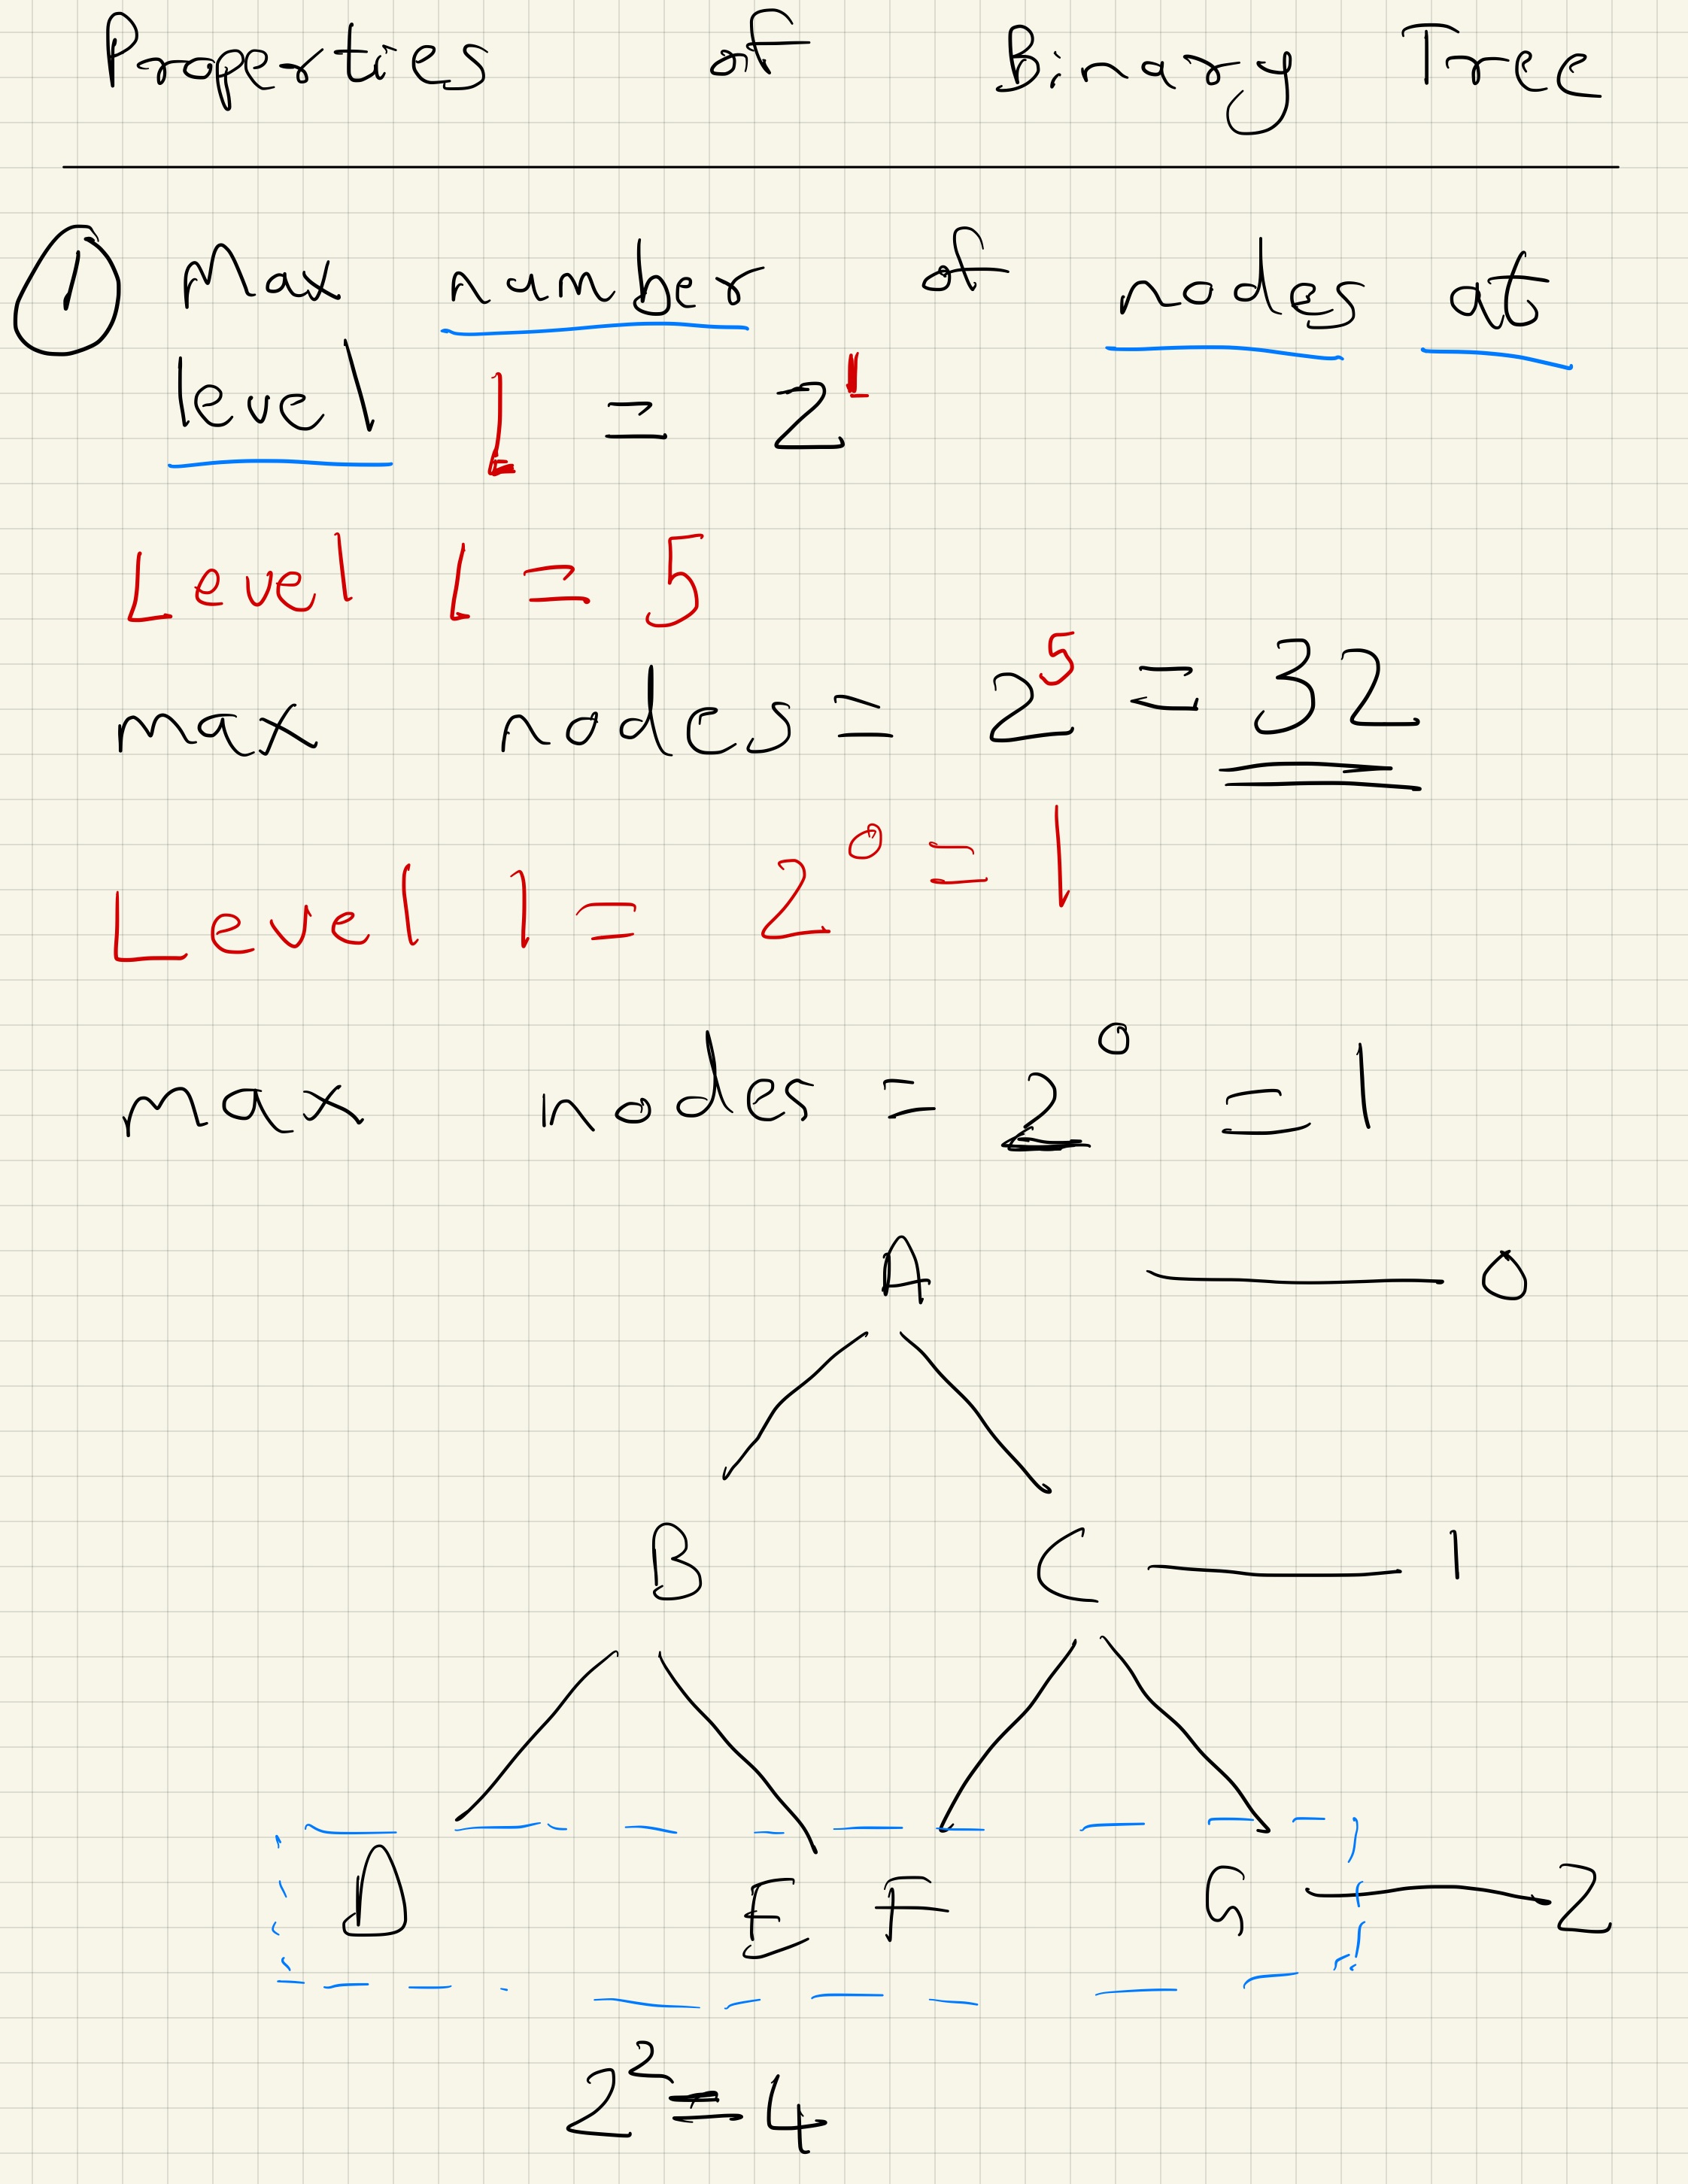 Properties of Binary Tree
① Max number of nodes at
level L = 2^L
Level L = 5
max nodes = 2^5 = 32
Level 1 = 2^0 = 1
max nodes = 2^0 = 1
A 0
B C 1
D E F G 2
2^2 = 4